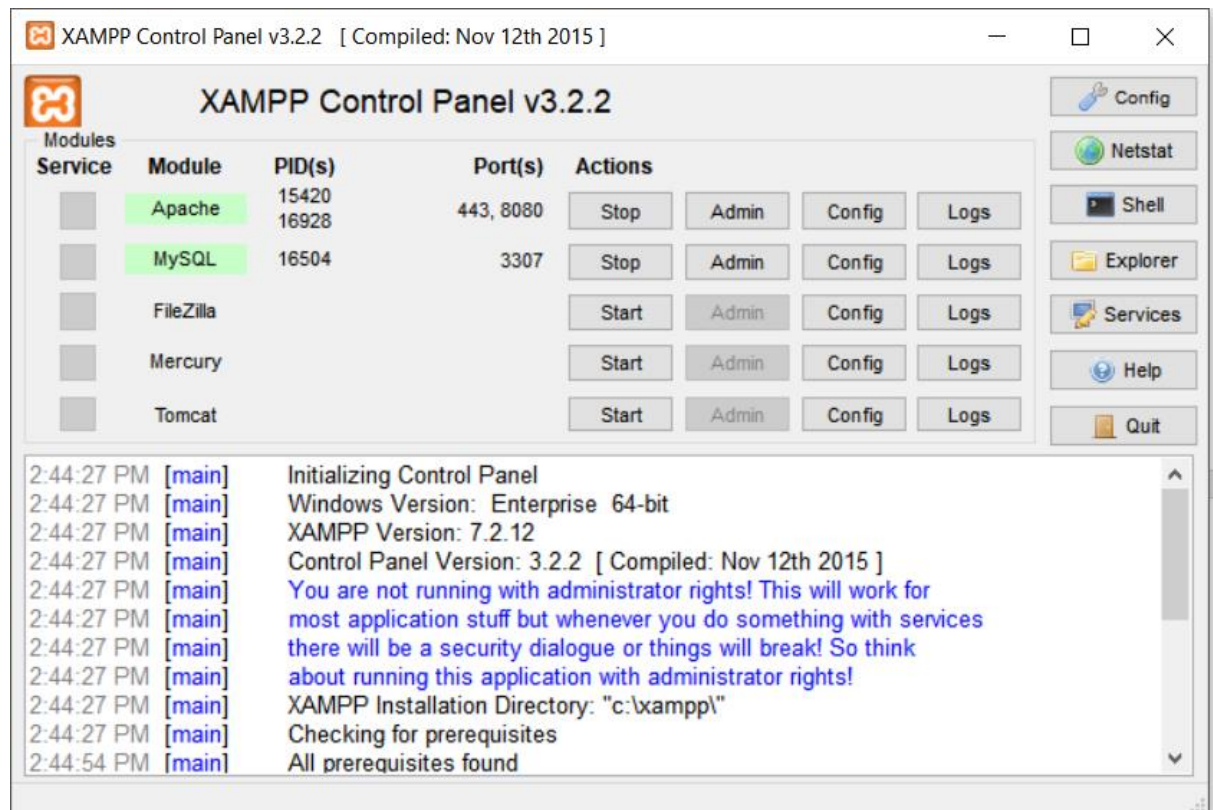 XAMPP Control Panel v3.2.2 [ Compiled: Nov 12th 2015 ]
XAMPP Control Panel v3.2.2
Config
Modules
Service Module PID(s) Port(s) Actions
Netstat
Apache 15420 16928 443, 8080 Stop Admin Config Logs
Shell
MySQL 16504 3307 Stop Admin Config Logs
Explorer
FileZilla Start Admin Config Logs
Services
Mercury Start Admin Config Logs
Help
Tomcat Start Admin Config Logs
Quit
2:44:27 PM [main] Initializing Control Panel
2:44:27 PM [main] Windows Version: Enterprise 64-bit
2:44:27 PM [main] XAMPP Version: 7.2.12
2:44:27 PM [main] Control Panel Version: 3.2.2 [ Compiled: Nov 12th 2015 ]
2:44:27 PM [main] You are not running with administrator rights! This will work for
2:44:27 PM [main] most application stuff but whenever you do something with services
2:44:27 PM [main] there will be a security dialogue or things will break! So think
2:44:27 PM [main] about running this application with administrator rights!
2:44:27 PM [main] XAMPP Installation Directory: "c:\xampp\"
2:44:27 PM [main] Checking for prerequisites
2:44:54 PM [main] All prerequisites found